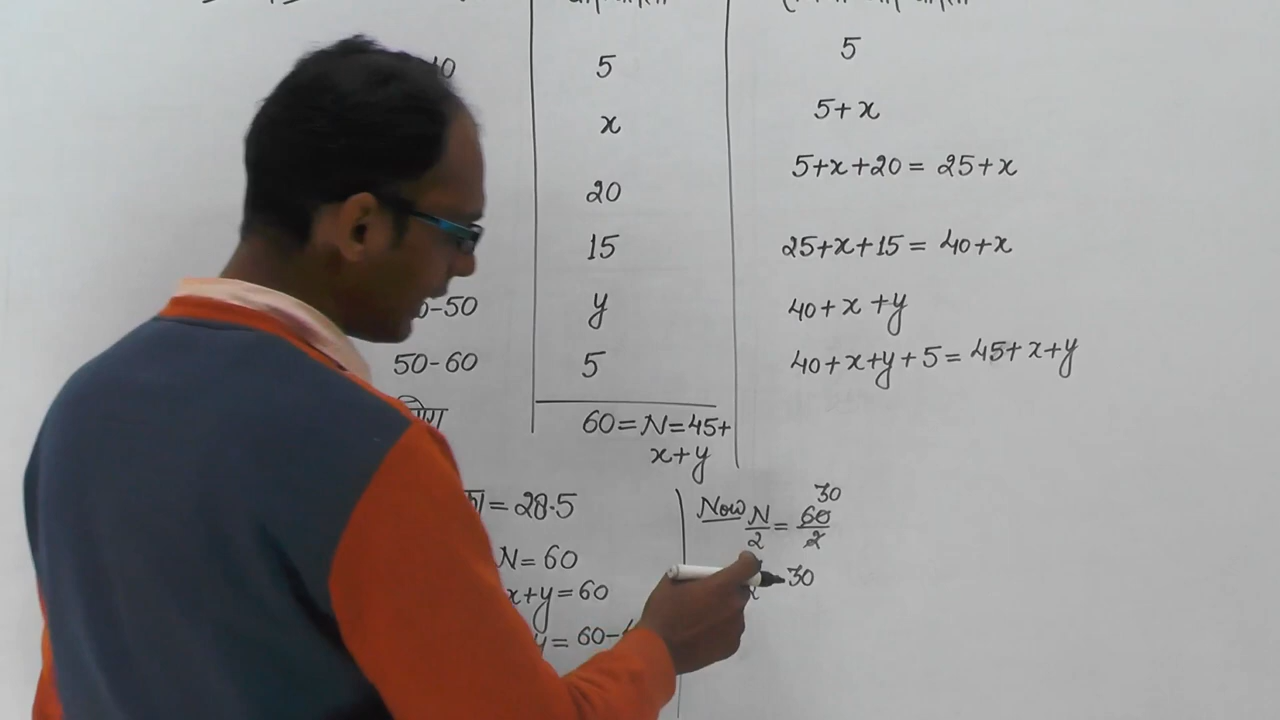 10 5 5
x 5+x
20 5+x+20= 25+x
15 25+x+15= 40+x
0-50 y 40+x+y
50-60 5 40+x+y+5= 45+x+y
60=N=45+
x+y
=28.5
N=60
x+y=60
y= 60-4
Now N/2 = 60/2 30
30